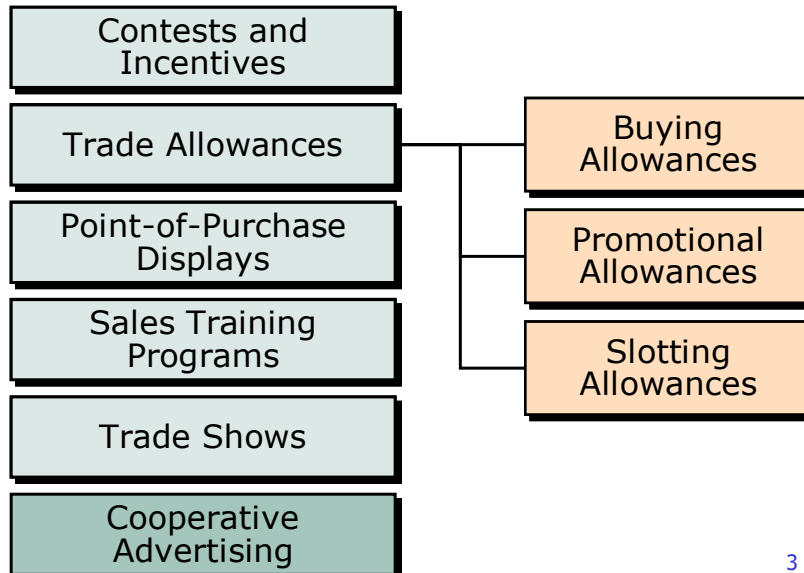 Contests and
Incentives
Trade Allowances
Point-of-Purchase
Displays
Sales Training
Programs
Trade Shows
Cooperative
Advertising
Buying
Allowances
Promotional
Allowances
Slotting
Allowances
3